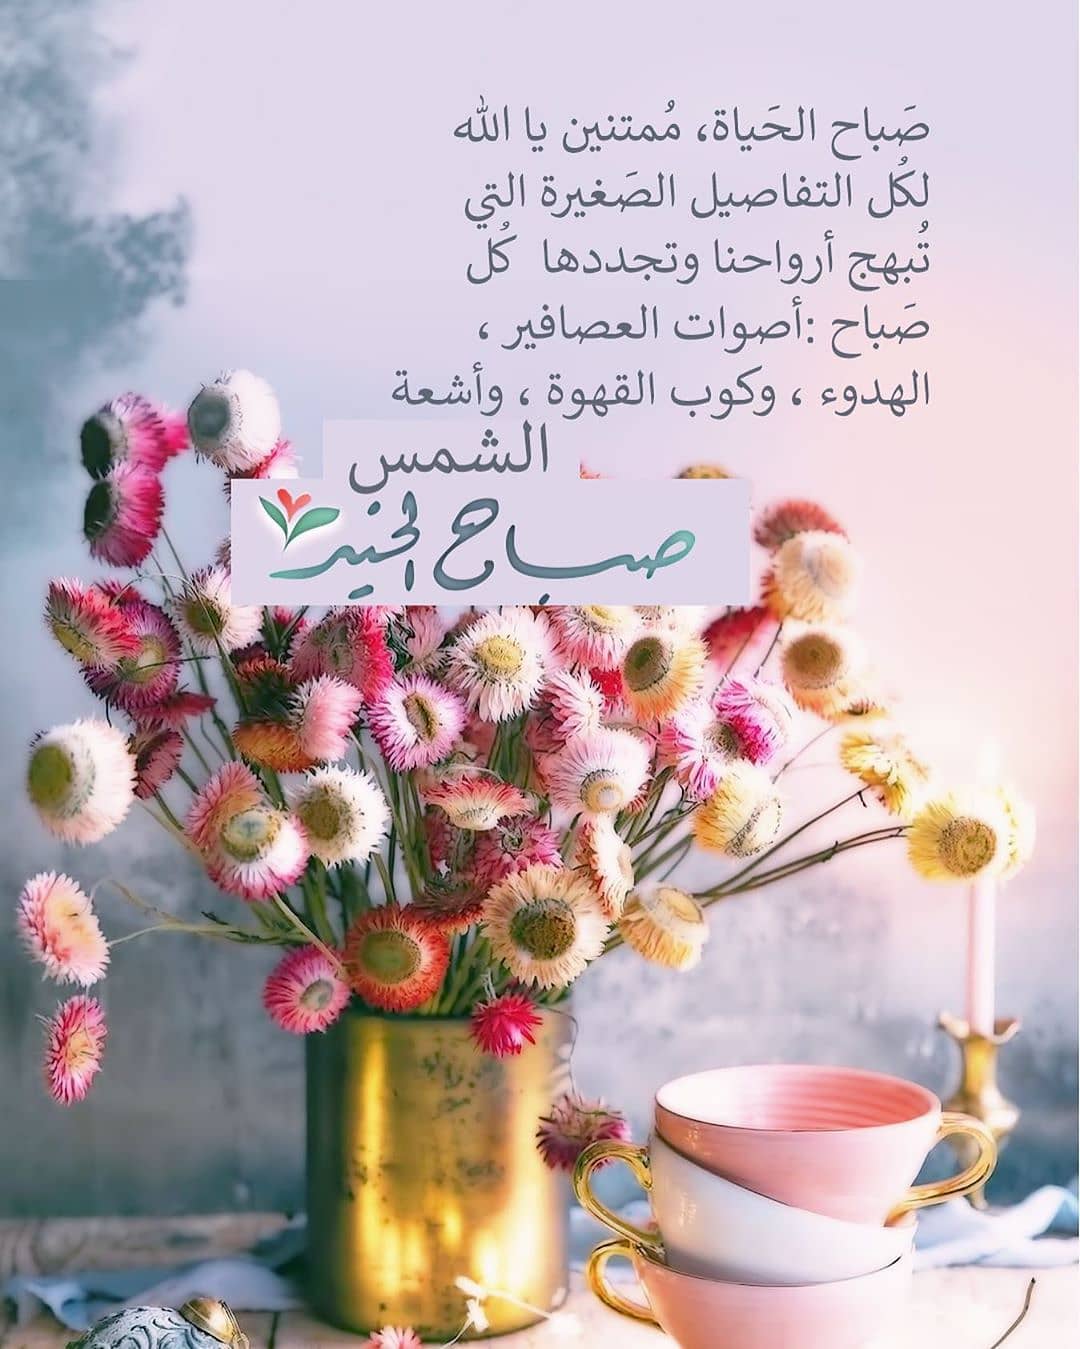 صَباح الحَياة، مُمتنين يا الله
لكُل التفاصيل الصَغيرة التي
تُبهج أرواحنا وتجددها كُل
صَباح :أصوات العصافير ،
الهدوء ، وكوب القهوة ، وأشعة
الشمس
صباح الخير